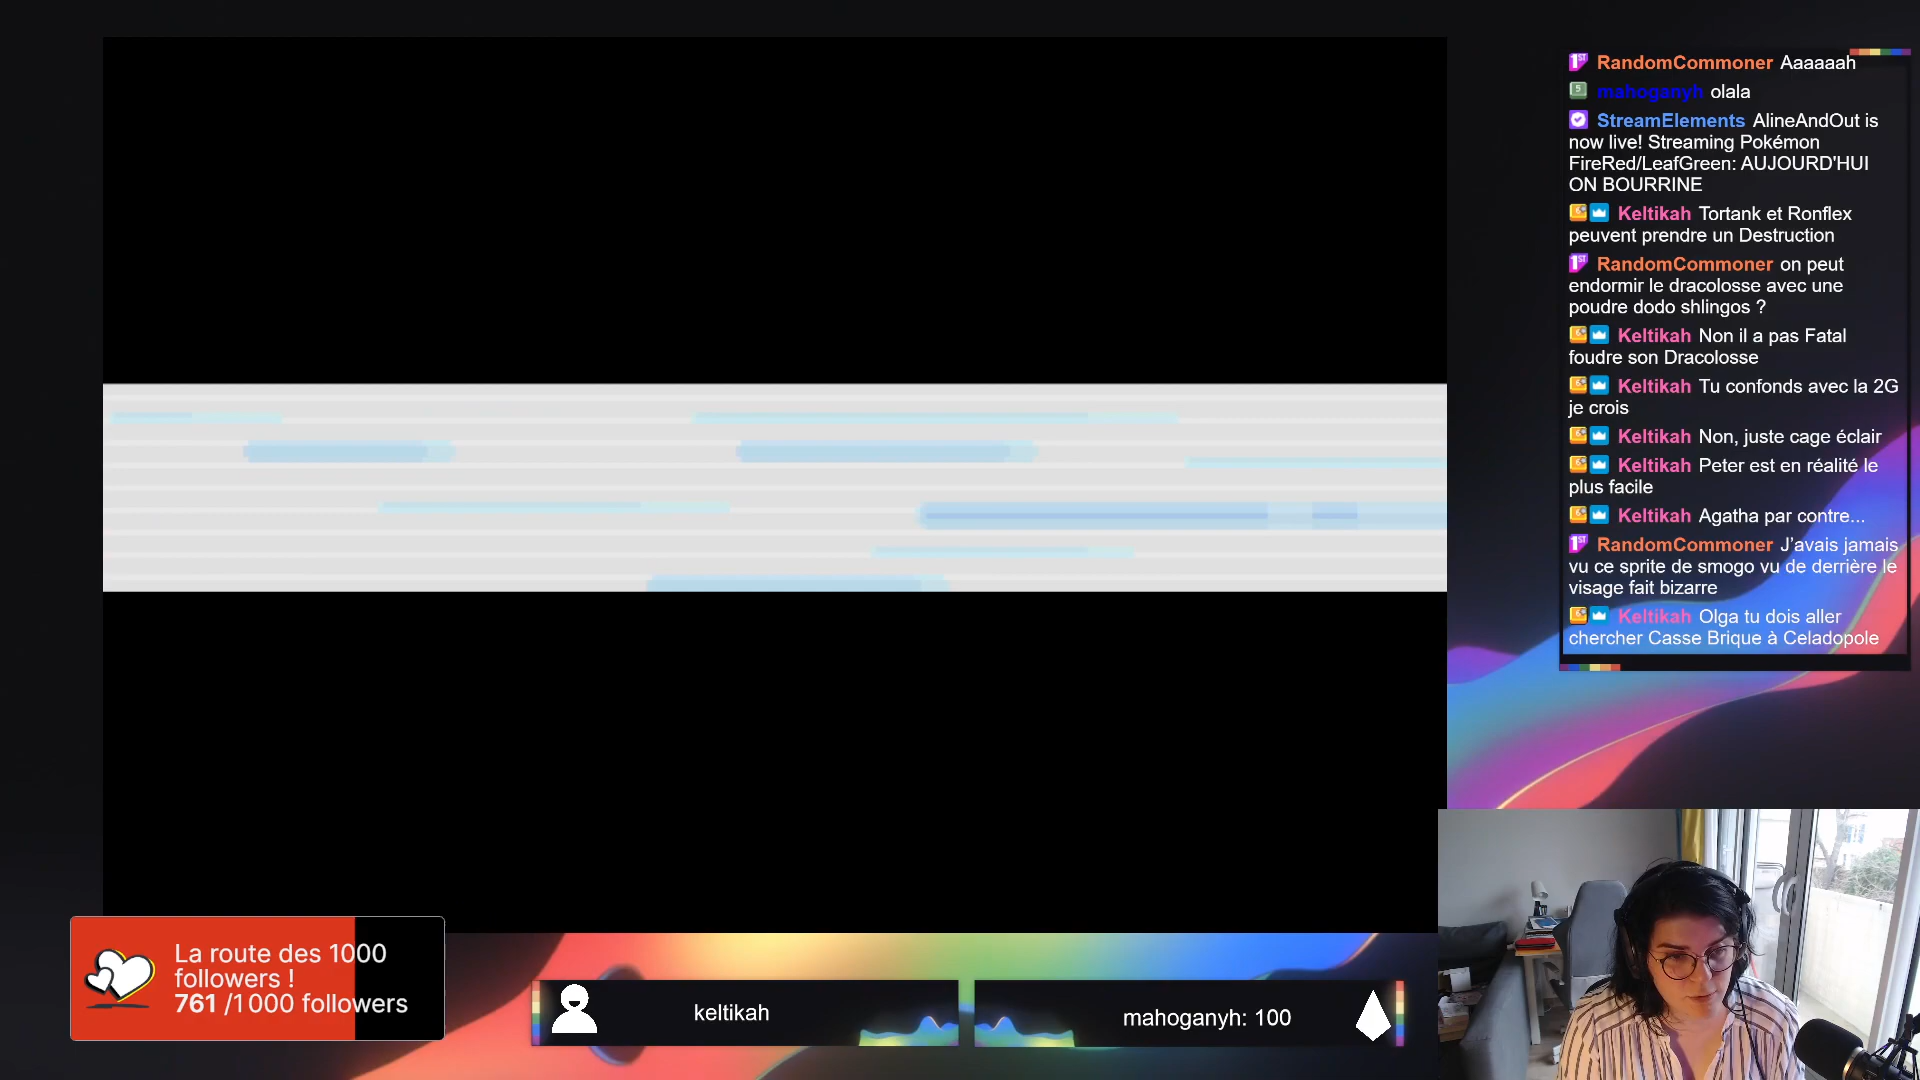 RandomCommoner Aaaaaah
mahoganyh olala
StreamElements AlineAndOut is
now live! Streaming Pokémon
FireRed/LeafGreen: AUJOURD'HUI
ON BOURRINE
Keltikah Tortank et Ronflex
peuvent prendre un Destruction
RandomCommoner on peut
endormir le dracolosse avec une
poudre dodo shlingos ?
Keltikah Non il a pas Fatal
foudre son Dracolosse
Keltikah Tu confonds avec la 2G
je crois
Keltikah Non, juste cage éclair
Keltikah Peter est en réalité le
plus facile
Keltikah Agatha par contre...
RandomCommoner J'avais jamais
vu ce sprite de smogo vu de derrière le
visage fait bizarre
Keltikah Olga tu dois aller
chercher Casse Brique à Celadopole
La route des 1000
followers !
761 /1 000 followers
keltikah
mahoganyh: 100